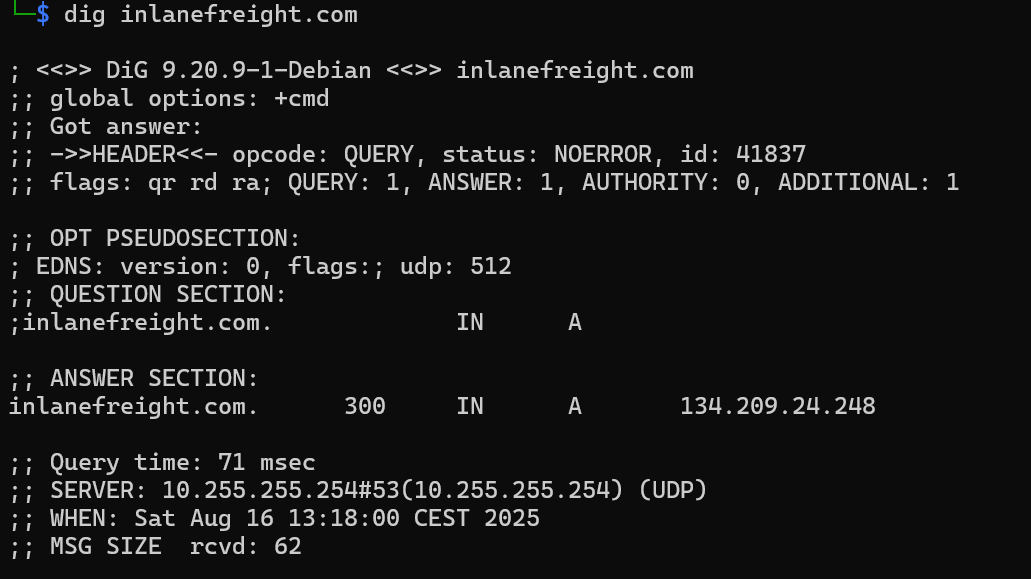 └─$ dig inlanefreight.com

; <<>> DiG 9.20.9-1-Debian <<>> inlanefreight.com
;; global options: +cmd
;; Got answer:
;; ->>HEADER<<- opcode: QUERY, status: NOERROR, id: 41837
;; flags: qr rd ra; QUERY: 1, ANSWER: 1, AUTHORITY: 0, ADDITIONAL: 1

;; OPT PSEUDOSECTION:
; EDNS: version: 0, flags:; udp: 512
;; QUESTION SECTION:
;inlanefreight.com.             IN      A

;; ANSWER SECTION:
inlanefreight.com.      300     IN      A       134.209.24.248

;; Query time: 71 msec
;; SERVER: 10.255.255.254#53(10.255.255.254) (UDP)
;; WHEN: Sat Aug 16 13:18:00 CEST 2025
;; MSG SIZE  rcvd: 62